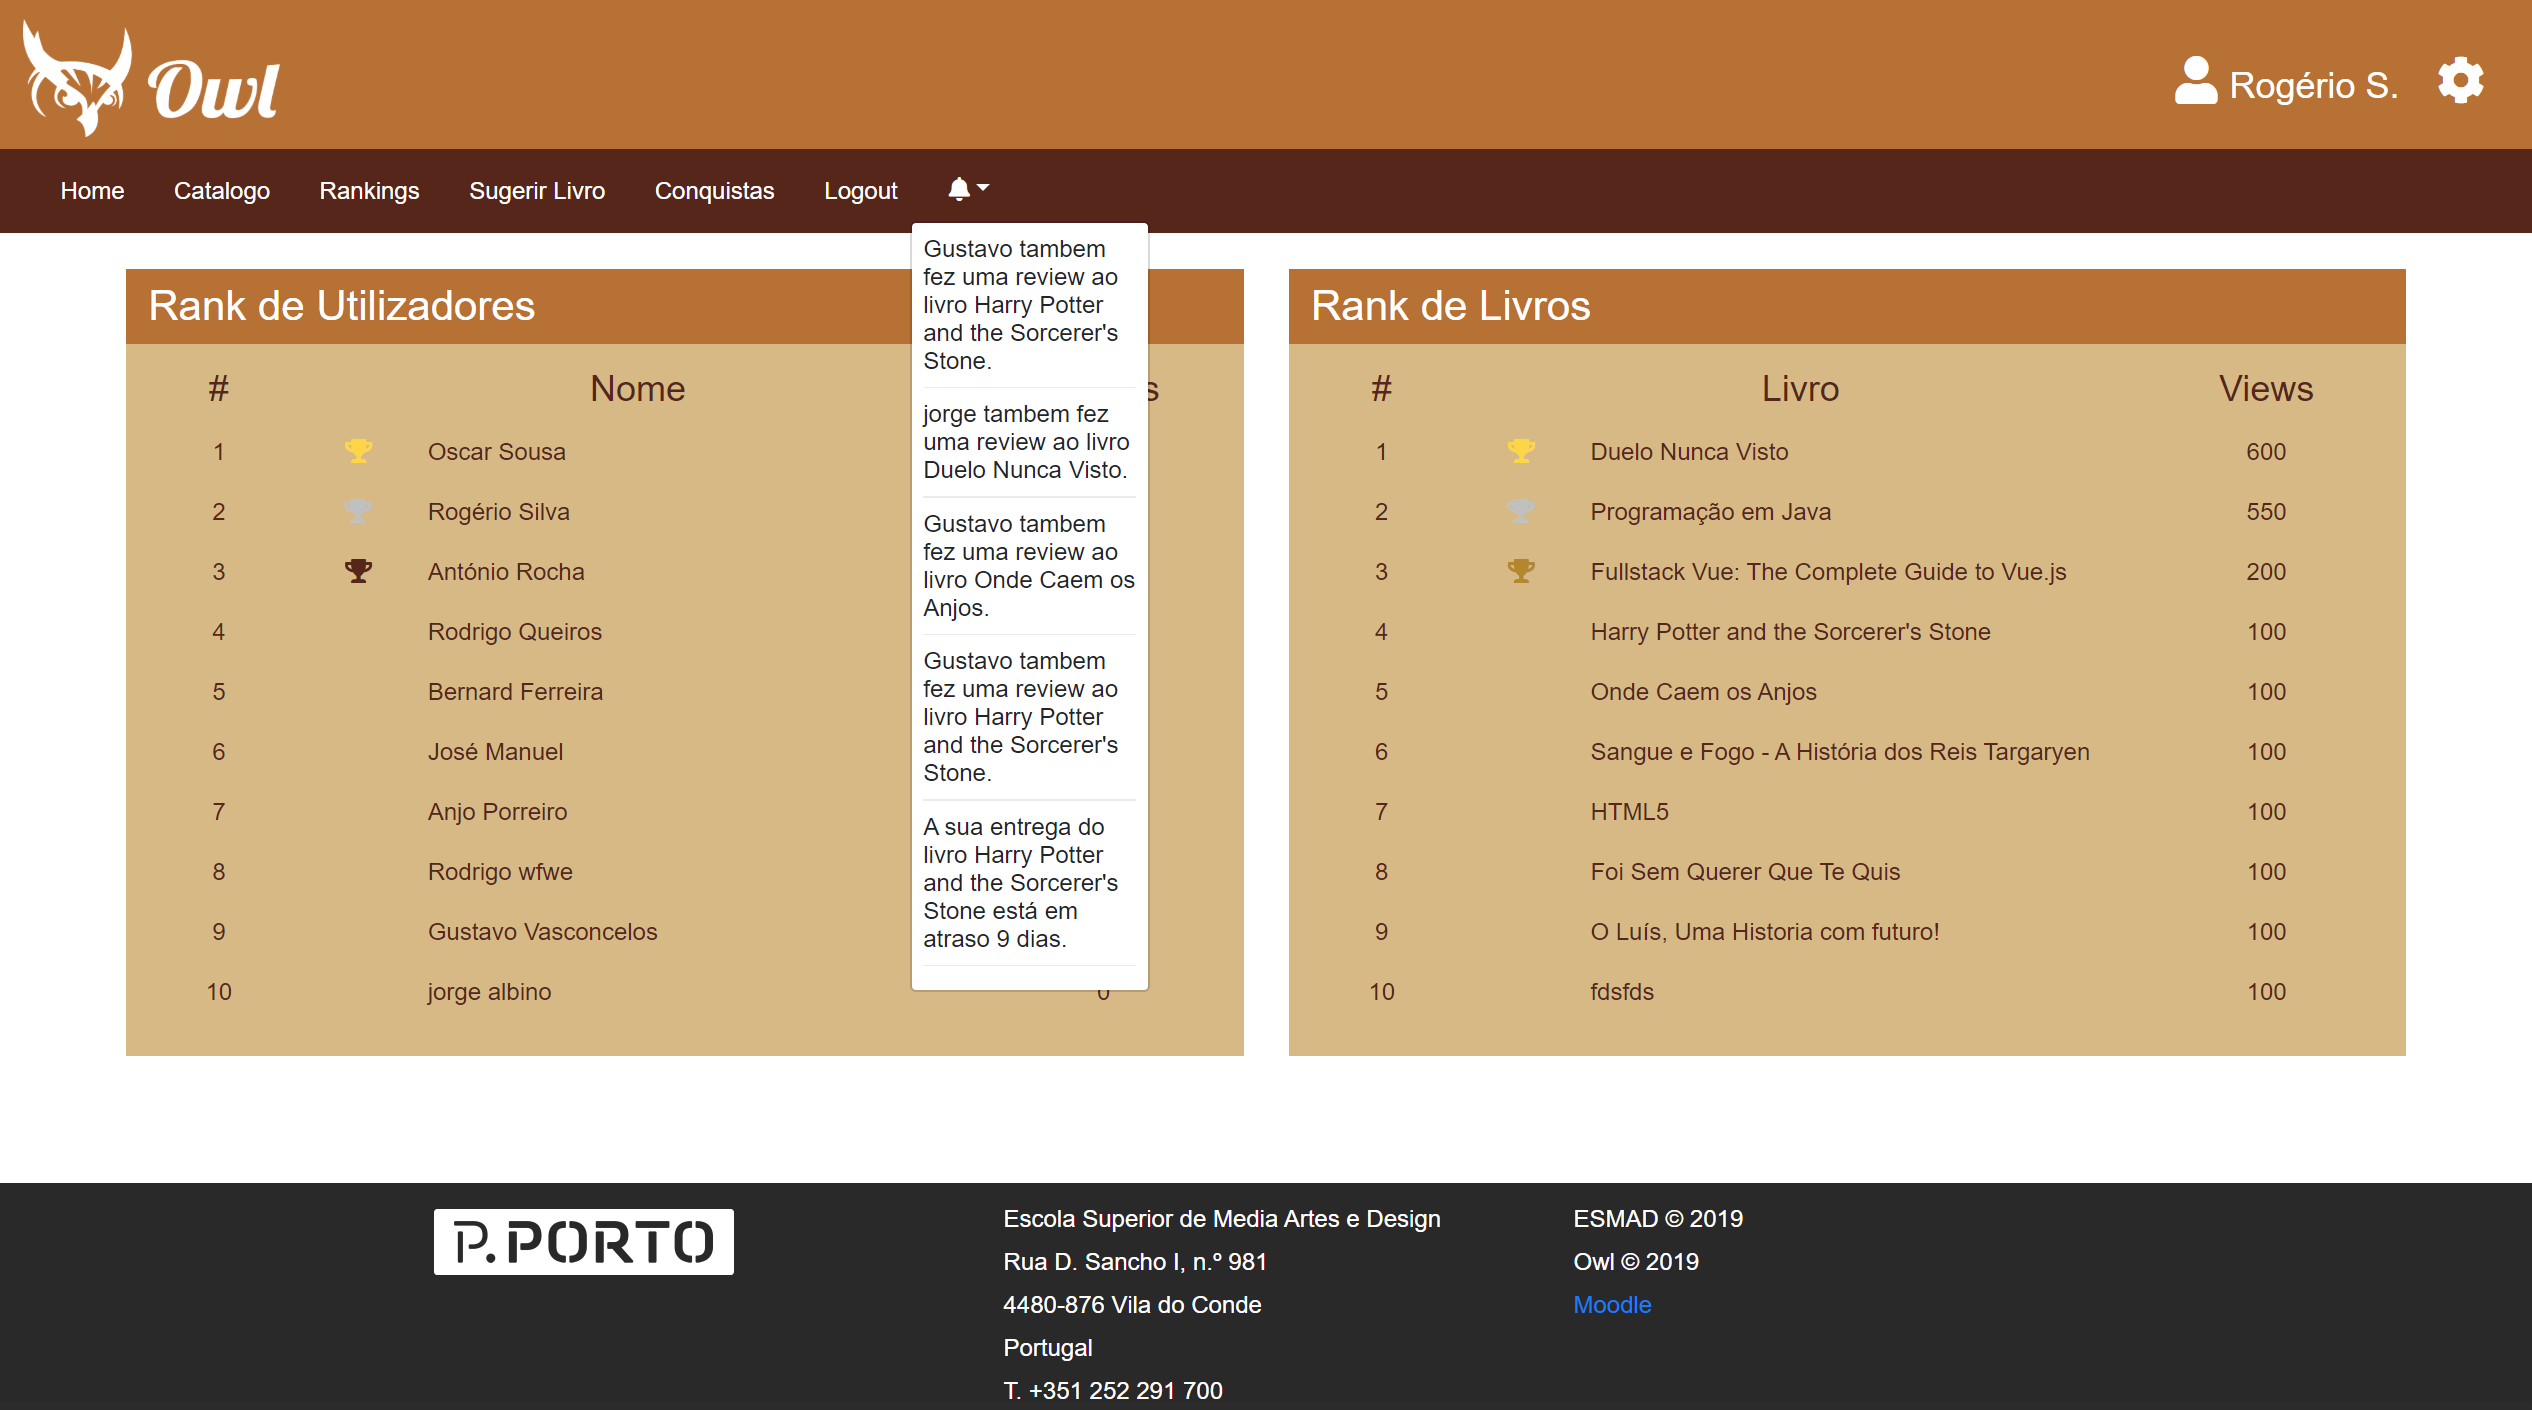 Owl
Rogério S.
Home Catalogo Rankings Sugerir Livro Conquistas Logout
Gustavo tambem
fez uma review ao
livro Harry Potter
and the Sorcerer's
Stone.
jorge tambem fez
uma review ao livro
Duelo Nunca Visto.
Gustavo tambem
fez uma review ao
livro Onde Caem os
Anjos.
Gustavo tambem
fez uma review ao
livro Harry Potter
and the Sorcerer's
Stone.
A sua entrega do
livro Harry Potter
and the Sorcerer's
Stone está em
atraso 9 dias.
Rank de Utilizadores
# Nome
1 Oscar Sousa
2 Rogério Silva
3 António Rocha
4 Rodrigo Queiros
5 Bernard Ferreira
6 José Manuel
7 Anjo Porreiro
8 Rodrigo wfwe
9 Gustavo Vasconcelos
10 jorge albino 0
Rank de Livros
# Livro Views
1 Duelo Nunca Visto 600
2 Programação em Java 550
3 Fullstack Vue: The Complete Guide to Vue.js 200
4 Harry Potter and the Sorcerer's Stone 100
5 Onde Caem os Anjos 100
6 Sangue e Fogo - A História dos Reis Targaryen 100
7 HTML5 100
8 Foi Sem Querer Que Te Quis 100
9 O Luís, Uma Historia com futuro! 100
10 fdsfds 100
P.PORTO
Escola Superior de Media Artes e Design
Rua D. Sancho I, n.º 981
4480-876 Vila do Conde
Portugal
T. +351 252 291 700
ESMAD © 2019
Owl © 2019
Moodle